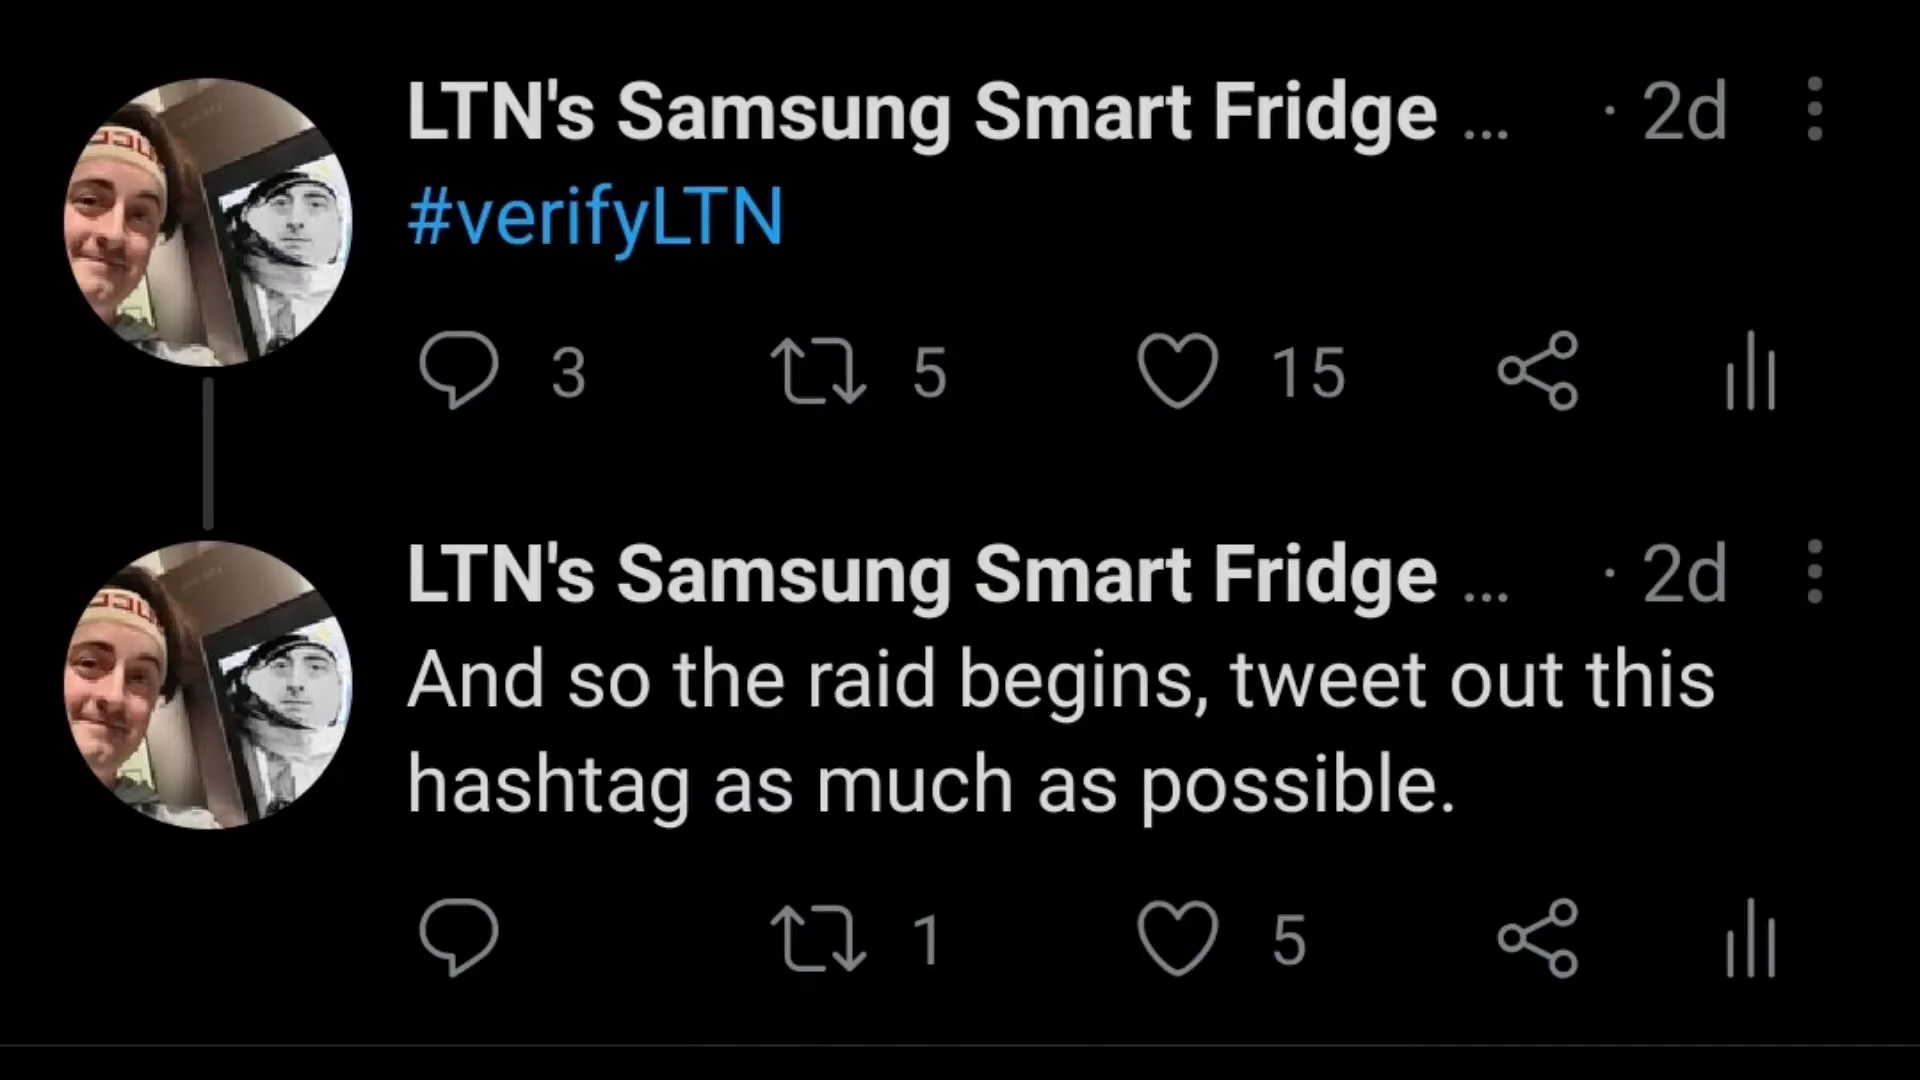 LTN's Samsung Smart Fridge ... · 2d
#verifyLTN
3 5 15
LTN's Samsung Smart Fridge ... · 2d
And so the raid begins, tweet out this
hashtag as much as possible.
1 5